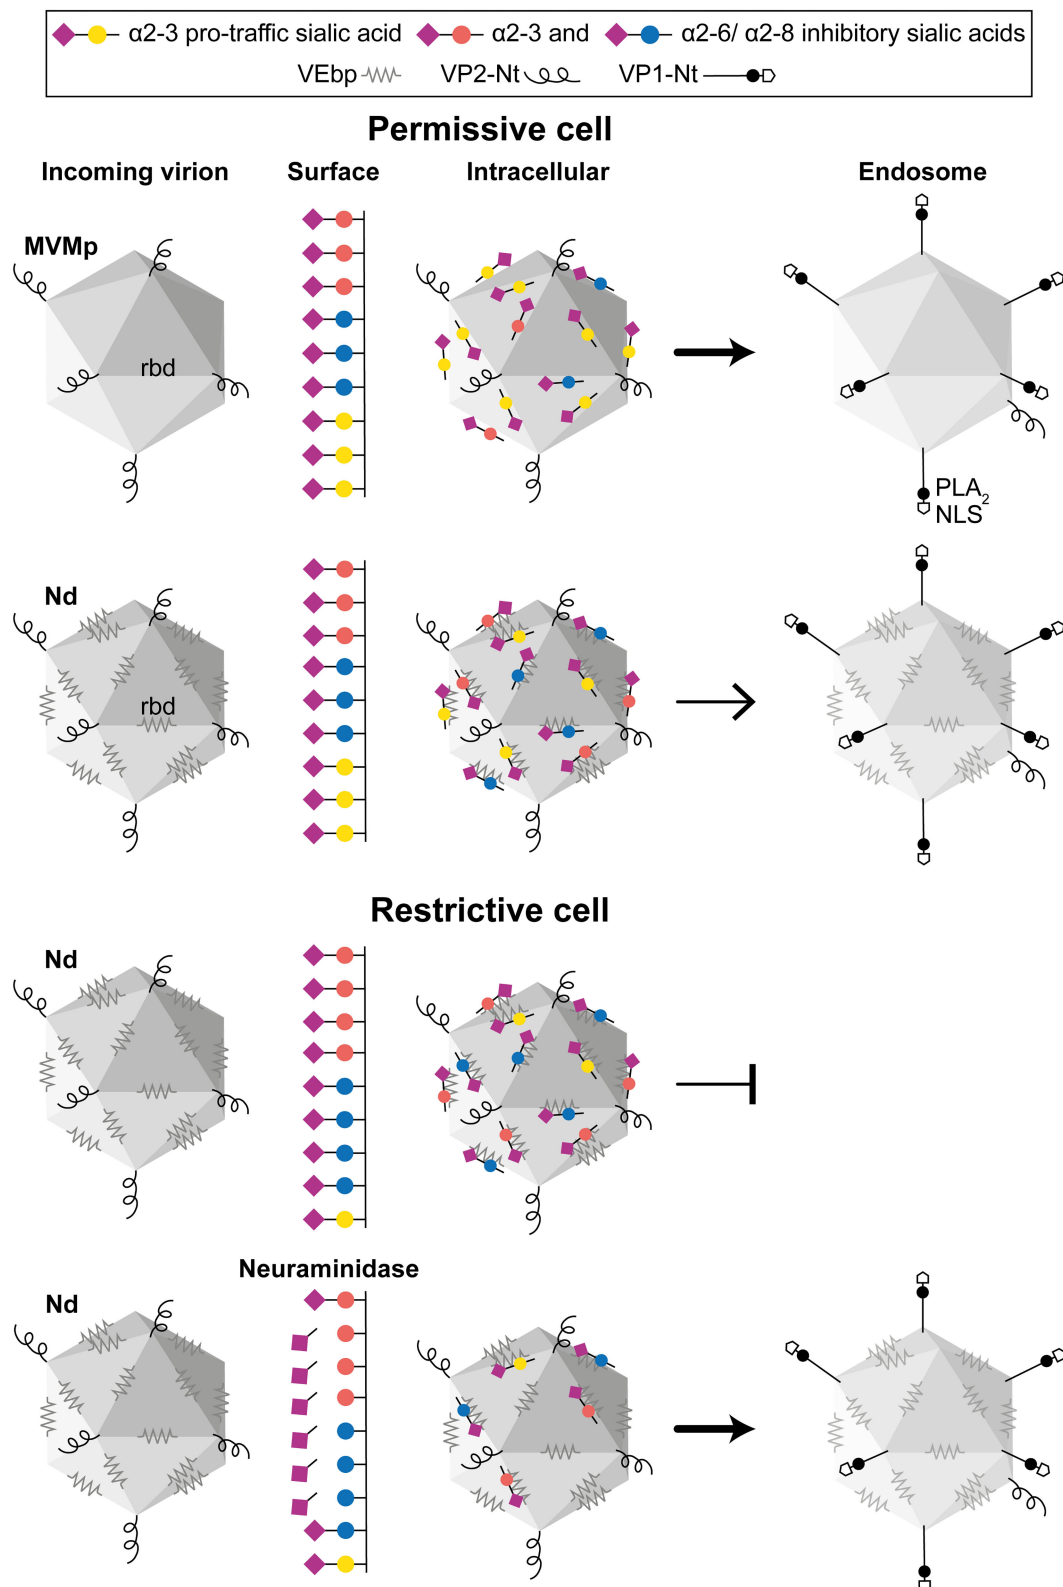 α2-3 pro-traffic sialic acid α2-3 and α2-6/ α2-8 inhibitory sialic acids
VEbp VP2-Nt VP1-Nt
Permissive cell
Incoming virion Surface Intracellular Endosome
MVMp
rbd
PLA2
NLS
Nd
rbd
Restrictive cell
Nd
Neuraminidase
Nd